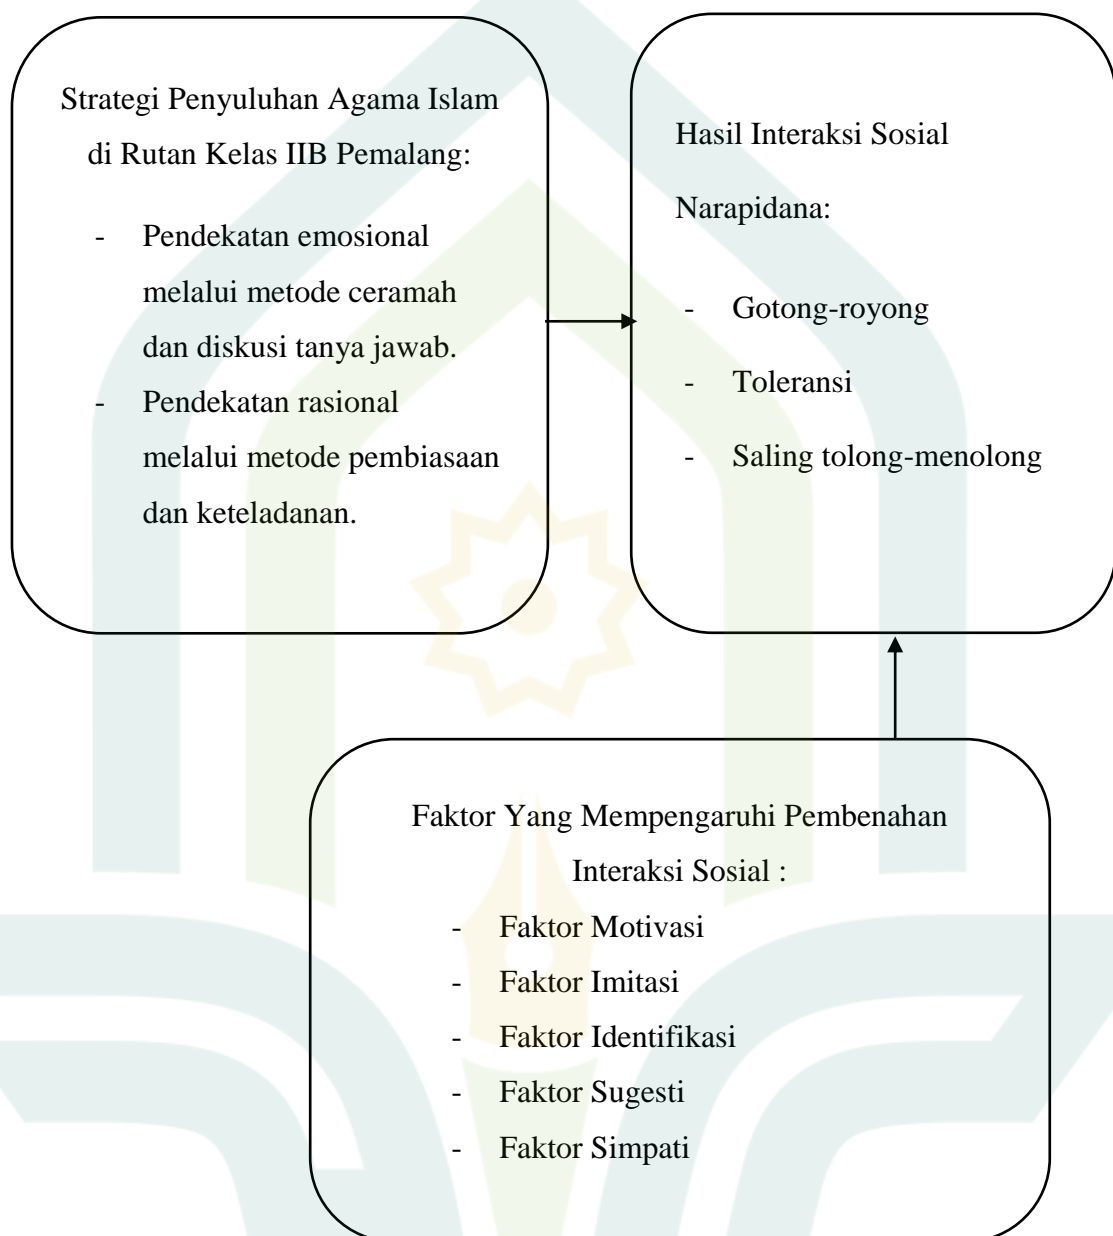 Strategi Penyuluhan Agama Islam
di Rutan Kelas IIB Pemalang:
- Pendekatan emosional
melalui metode ceramah
dan diskusi tanya jawab.
- Pendekatan rasional
melalui metode pembiasaan
dan keteladanan.
Hasil Interaksi Sosial
Narapidana:
- Gotong-royong
- Toleransi
- Saling tolong-menolong
Faktor Yang Mempengaruhi Pembenahan
Interaksi Sosial :
- Faktor Motivasi
- Faktor Imitasi
- Faktor Identifikasi
- Faktor Sugesti
- Faktor Simpati